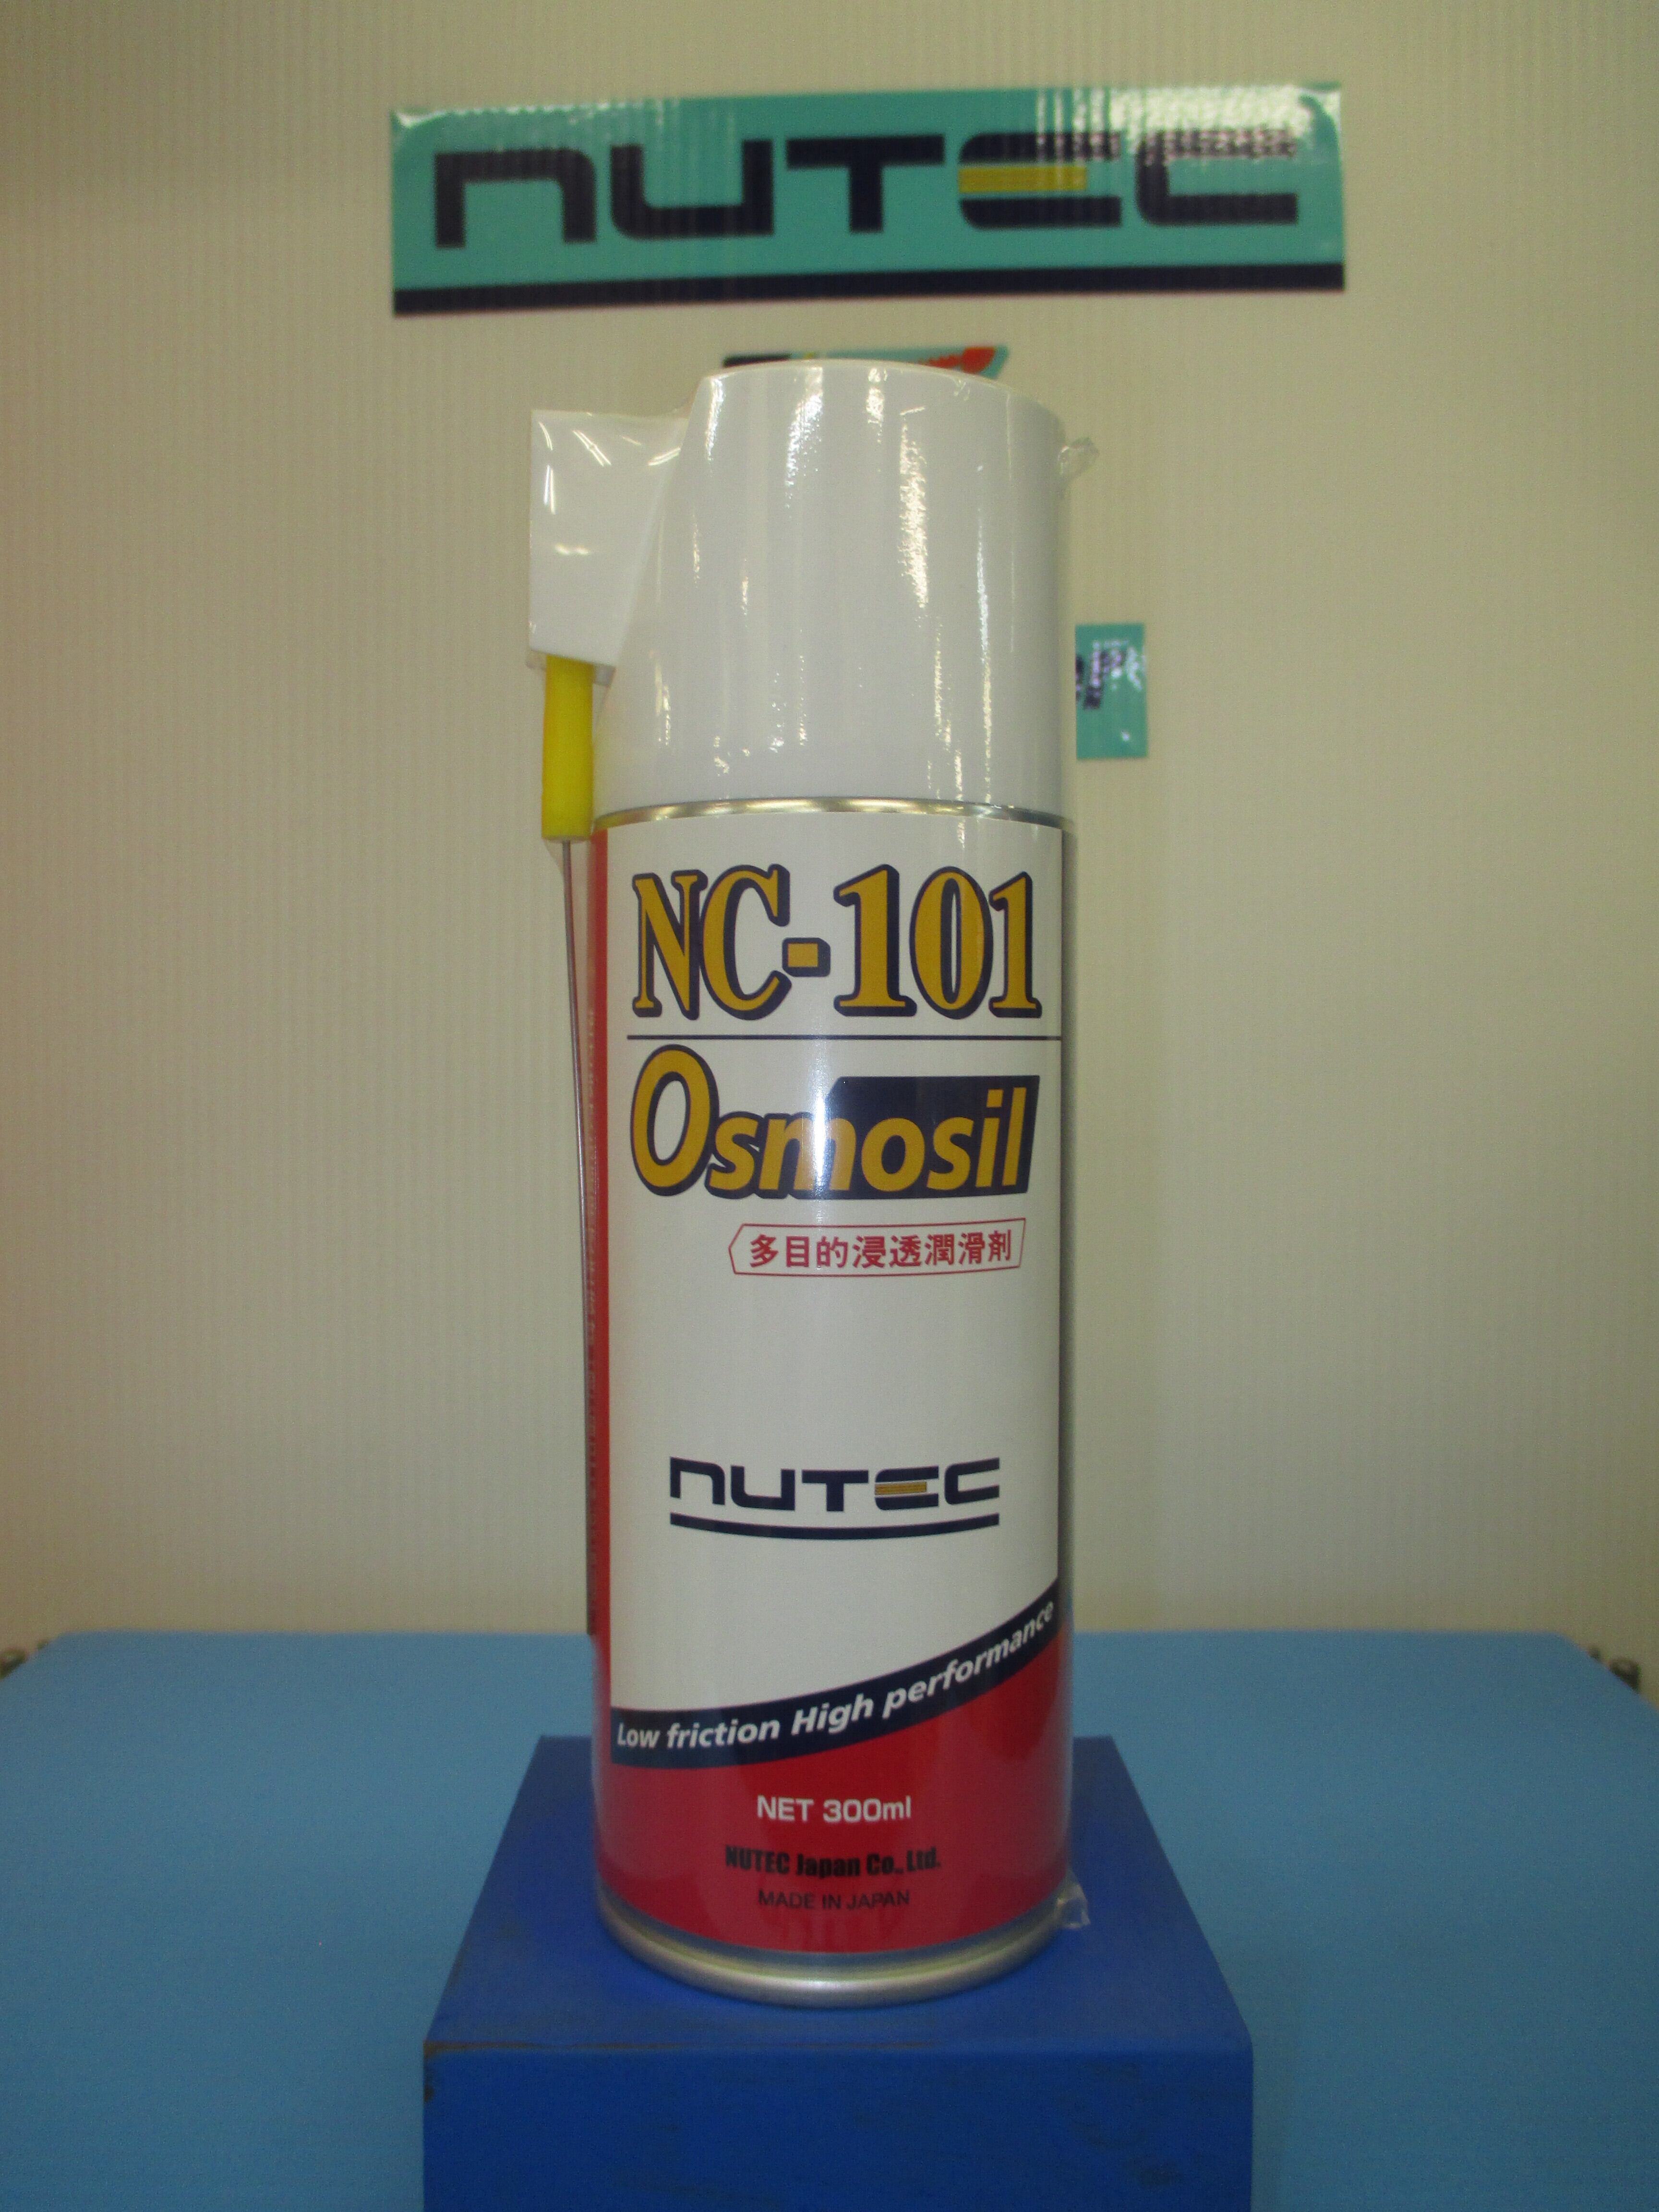 NUTEC
NC-101
Osmosil
多目的浸透潤滑剤
NUTEC
Low friction High performance
NET 300ml
NUTEC Japan Co., Ltd.
MADE IN JAPAN